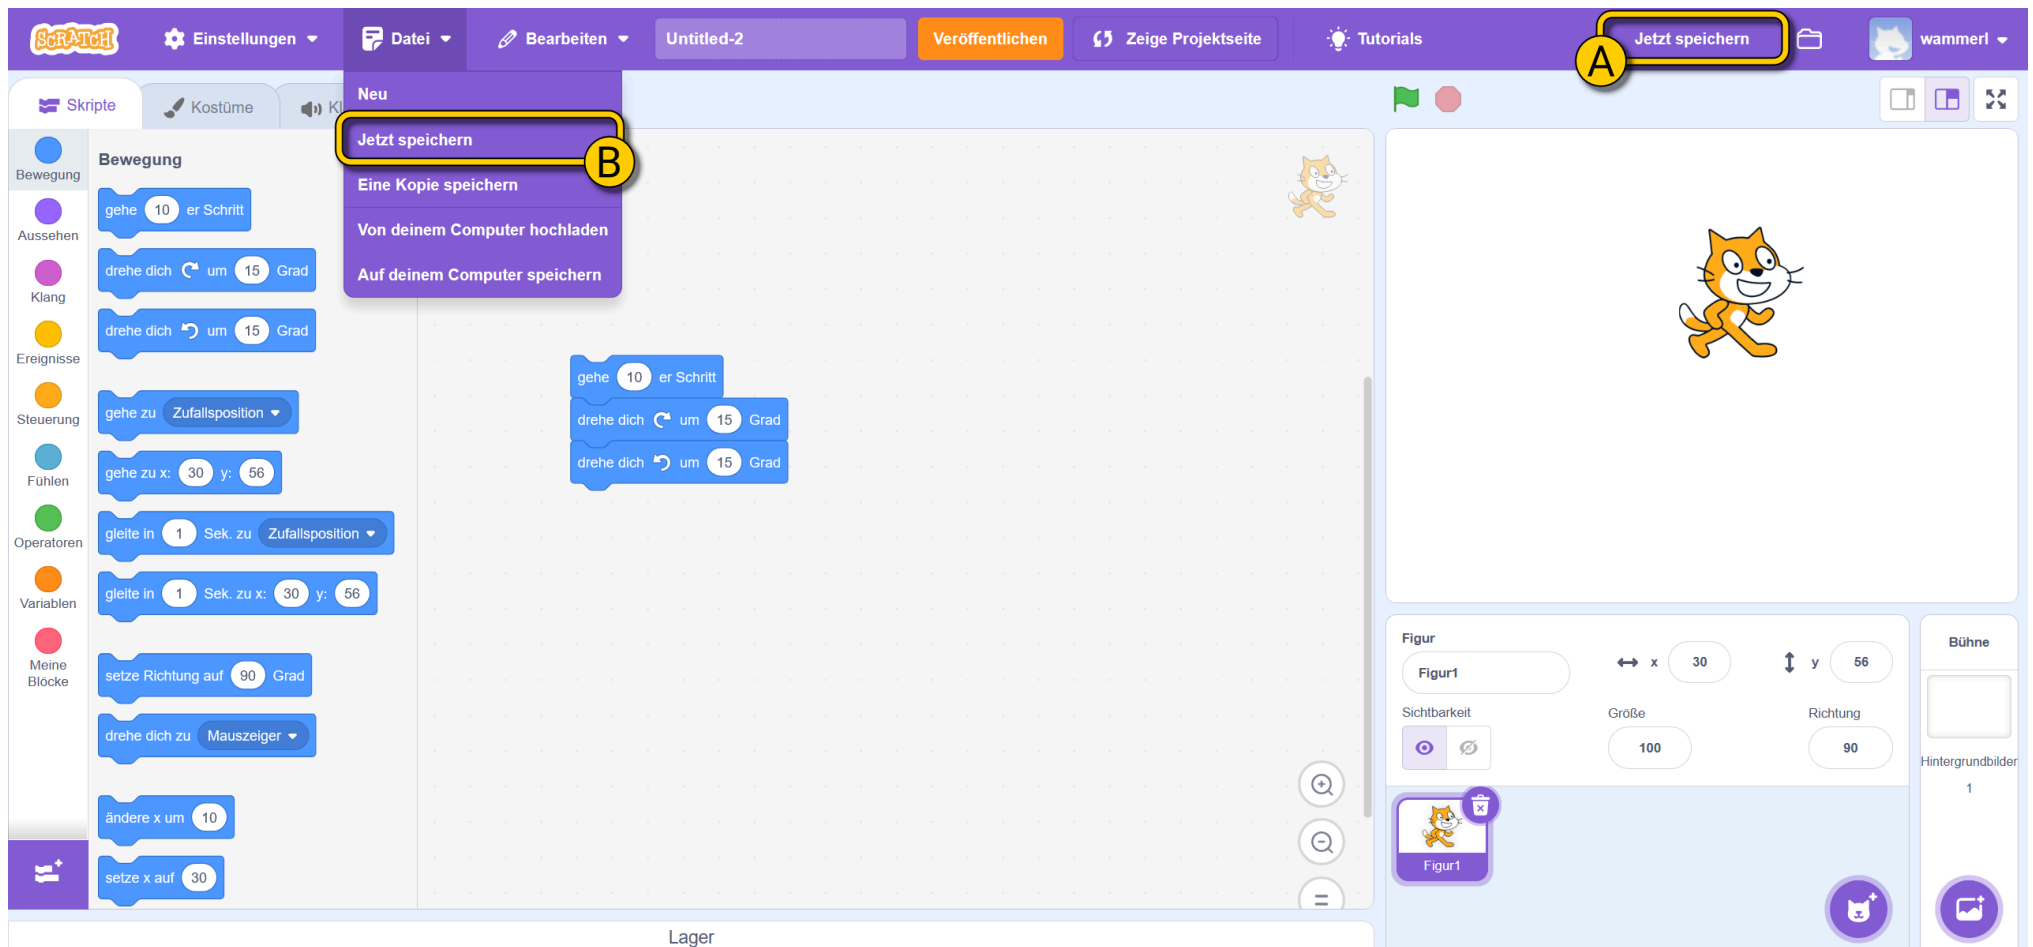 SCRATCH Einstellungen Datei Bearbeiten Untitled-2 Veröffentlichen Zeige Projektseite Tutorials Jetzt speichern wammerl
A
Skripte Kostüme
Neu
Jetzt speichern
B
Eine Kopie speichern
Von deinem Computer hochladen
Auf deinem Computer speichern
Bewegung
Aussehen
Klang
Ereignisse
Steuerung
Fühlen
Operatoren
Variablen
Meine
Blöcke
Bewegung
gehe 10 er Schritt
drehe dich um 15 Grad
drehe dich um 15 Grad
gehe zu Zufallsposition
gehe zu x: 30 y: 56
gleite in 1 Sek. zu Zufallsposition
gleite in 1 Sek. zu x: 30 y: 56
setze Richtung auf 90 Grad
drehe dich zu Mauszeiger
ändere x um 10
setze x auf 30
gehe 10 er Schritt
drehe dich um 15 Grad
drehe dich um 15 Grad
Lager
Figur
Figur1 x 30 y 56
Sichtbarkeit Größe Richtung
100 90
Figur1
Bühne
Hintergrundbilder
1